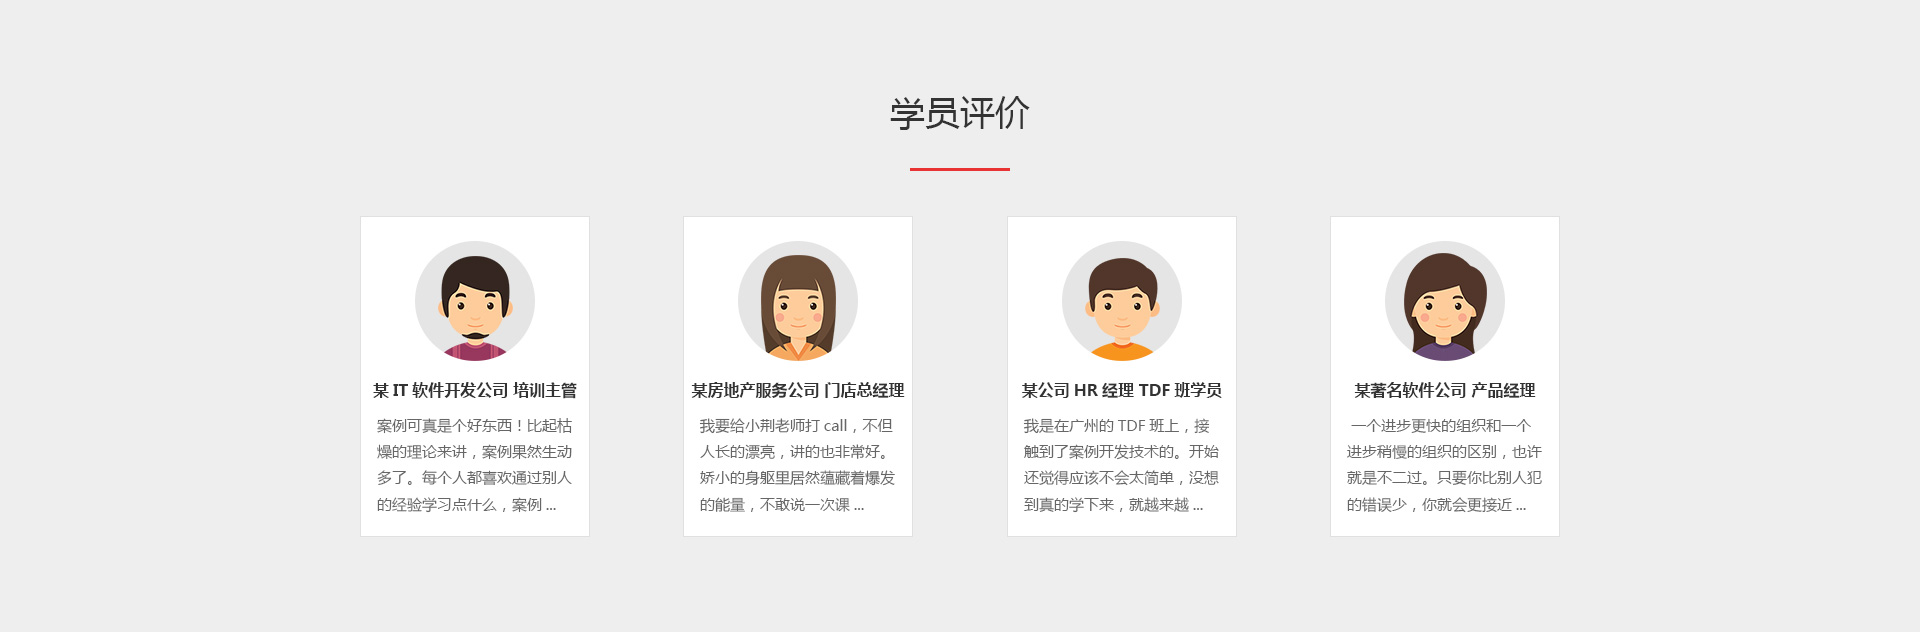 学员评价
某 IT 软件开发公司 培训主管
案例可真是个好东西！比起枯
燥的理论来讲，案例果然生动
多了。每个人都喜欢通过别人
的经验学习点什么，案例 ...
某房地产服务公司 门店总经理
我要给小荆老师打 call，不但
人长的漂亮，讲的也非常好。
娇小的身躯里居然蕴藏着爆发
的能量，不敢说一次课 ...
某公司 HR 经理 TDF 班学员
我是在广州的 TDF 班上，接
触到了案例开发技术的。开始
还觉得应该不会太简单，没想
到真的学下来，就越来越 ...
某著名软件公司 产品经理
一个进步更快的组织和一个
进步稍慢的组织的区别，也许
就是不二过。只要你比别人犯
的错误少，你就会更接近 ...